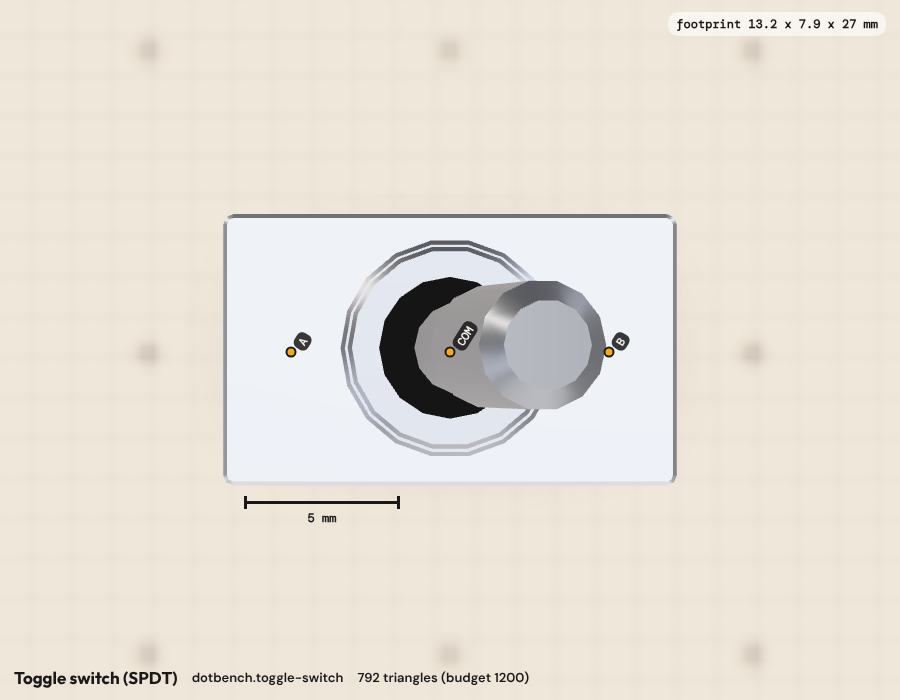 footprint 13.2 x 7.9 x 27 mm
A
COM
B
5 mm
Toggle switch (SPDT) dotbench.toggle-switch 792 triangles (budget 1200)